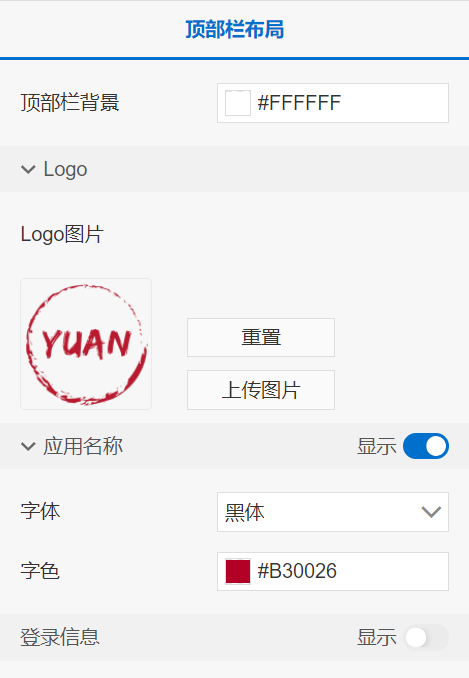 顶部栏布局
顶部栏背景 #FFFFFF
Logo
Logo图片
YUAN
重置
上传图片
应用名称 显示
字体 黑体
字色 #B30026
登录信息 显示